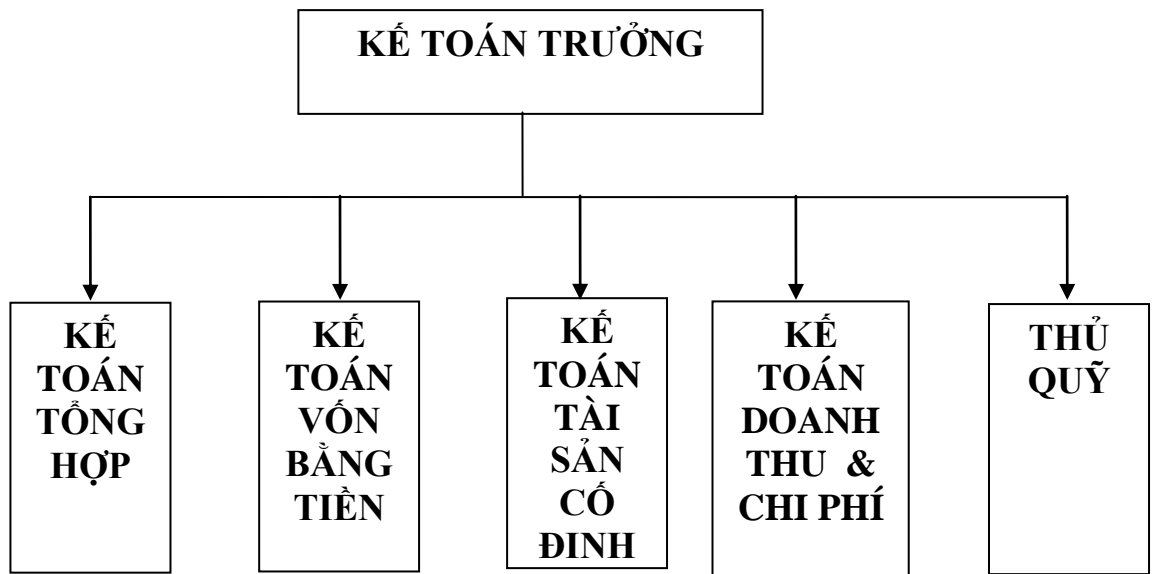 KẾ TOÁN TRƯỞNG
KẾ
TOÁN
TỔNG
HỢP
KẾ
TOÁN
VỐN
BẰNG
TIỀN
KẾ
TOÁN
TÀI
SẢN
CỐ
ĐINH
KẾ
TOÁN
DOANH
THU & 
CHI PHÍ
THỦ
QUỸ